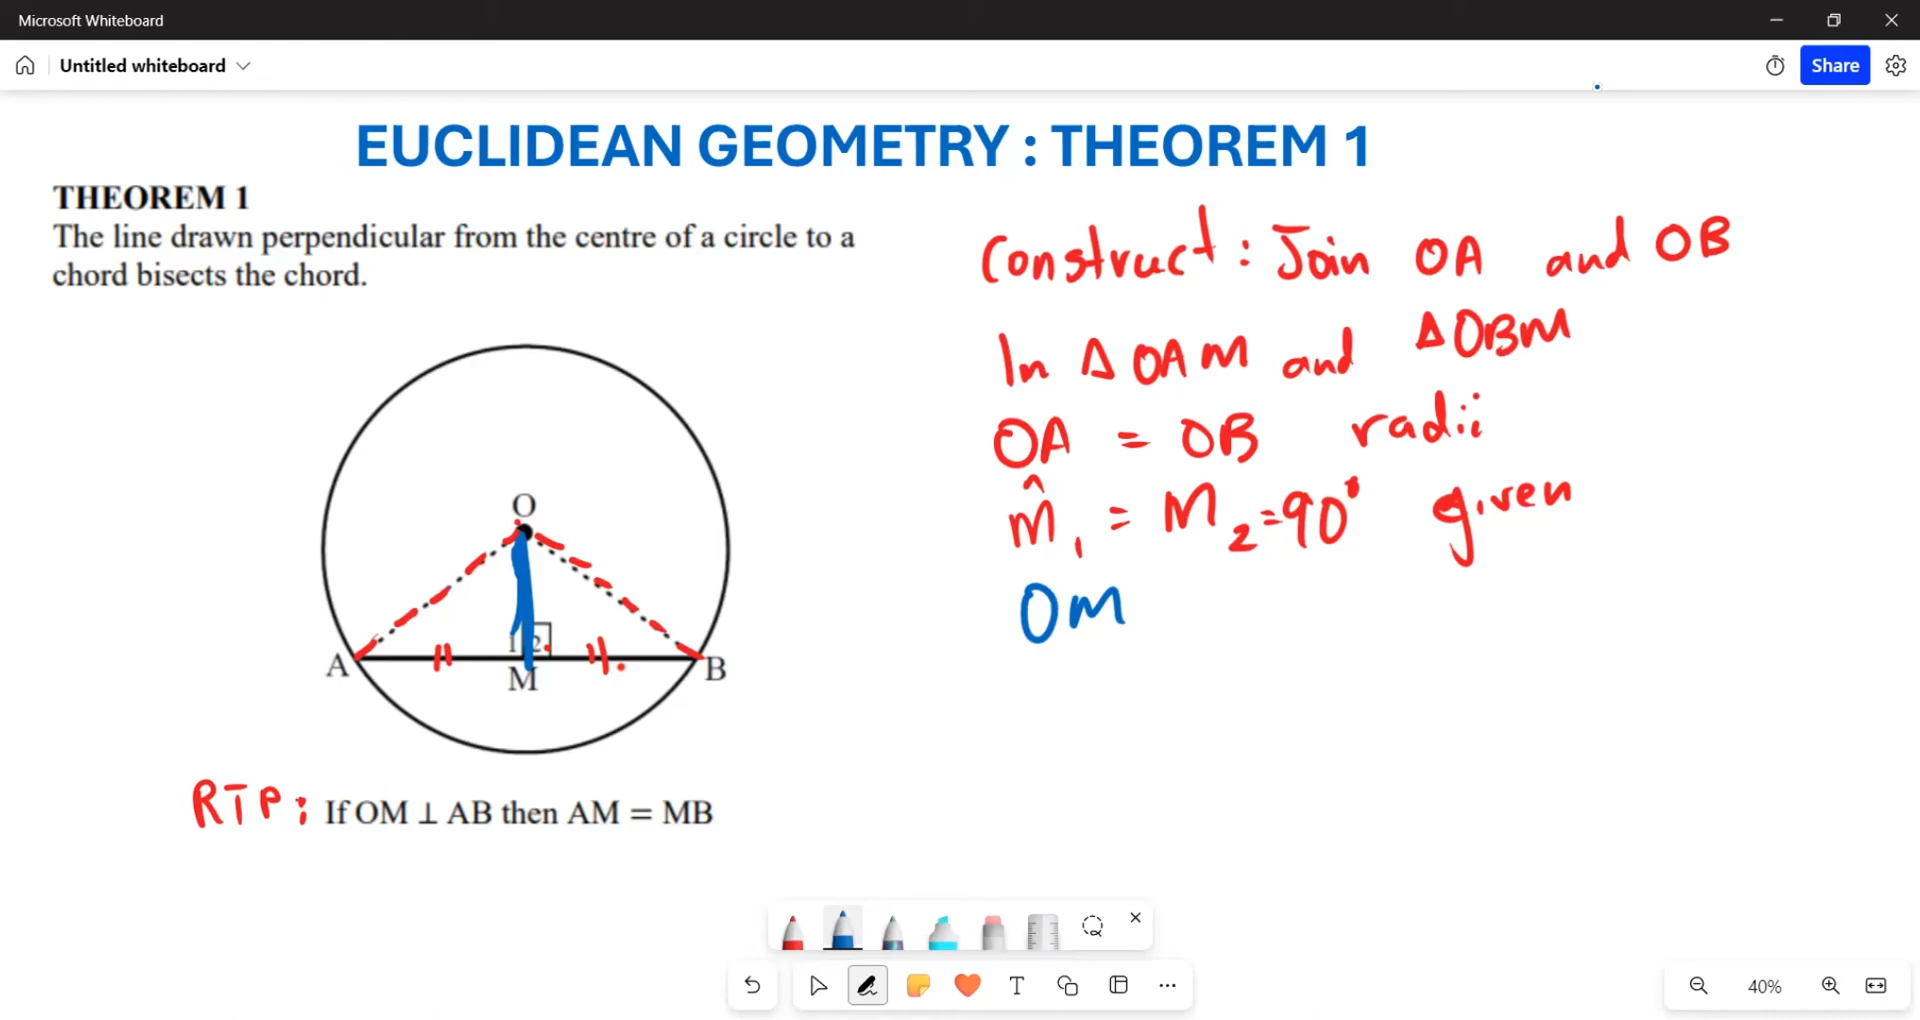 Microsoft Whiteboard
Untitled whiteboard
Share
EUCLIDEAN GEOMETRY : THEOREM 1
THEOREM 1
The line drawn perpendicular from the centre of a circle to a
chord bisects the chord.
Construct : Join OA and OB
In Δ OAM and Δ OBM
OA = OB radii
M̂₁ = M₂ = 90° given
OM
O
1 2
A M B
RTP: If OM ⊥ AB then AM = MB
40%